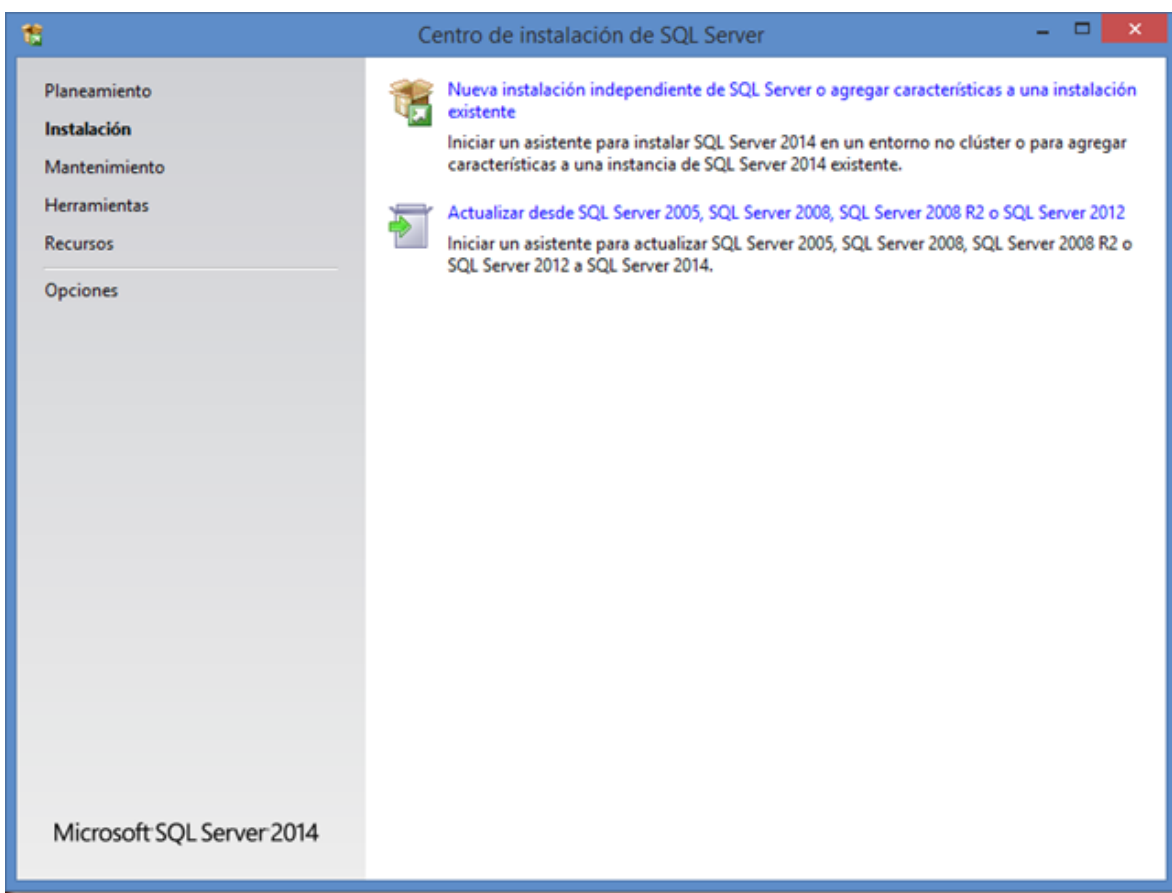 Centro de instalación de SQL Server
Planeamiento
Instalación
Mantenimiento
Herramientas
Recursos
Opciones
Nueva instalación independiente de SQL Server o agregar características a una instalación
existente
Iniciar un asistente para instalar SQL Server 2014 en un entorno no clúster o para agregar
características a una instancia de SQL Server 2014 existente.
Actualizar desde SQL Server 2005, SQL Server 2008, SQL Server 2008 R2 o SQL Server 2012
Iniciar un asistente para actualizar SQL Server 2005, SQL Server 2008, SQL Server 2008 R2 o
SQL Server 2012 a SQL Server 2014.
Microsoft SQL Server 2014